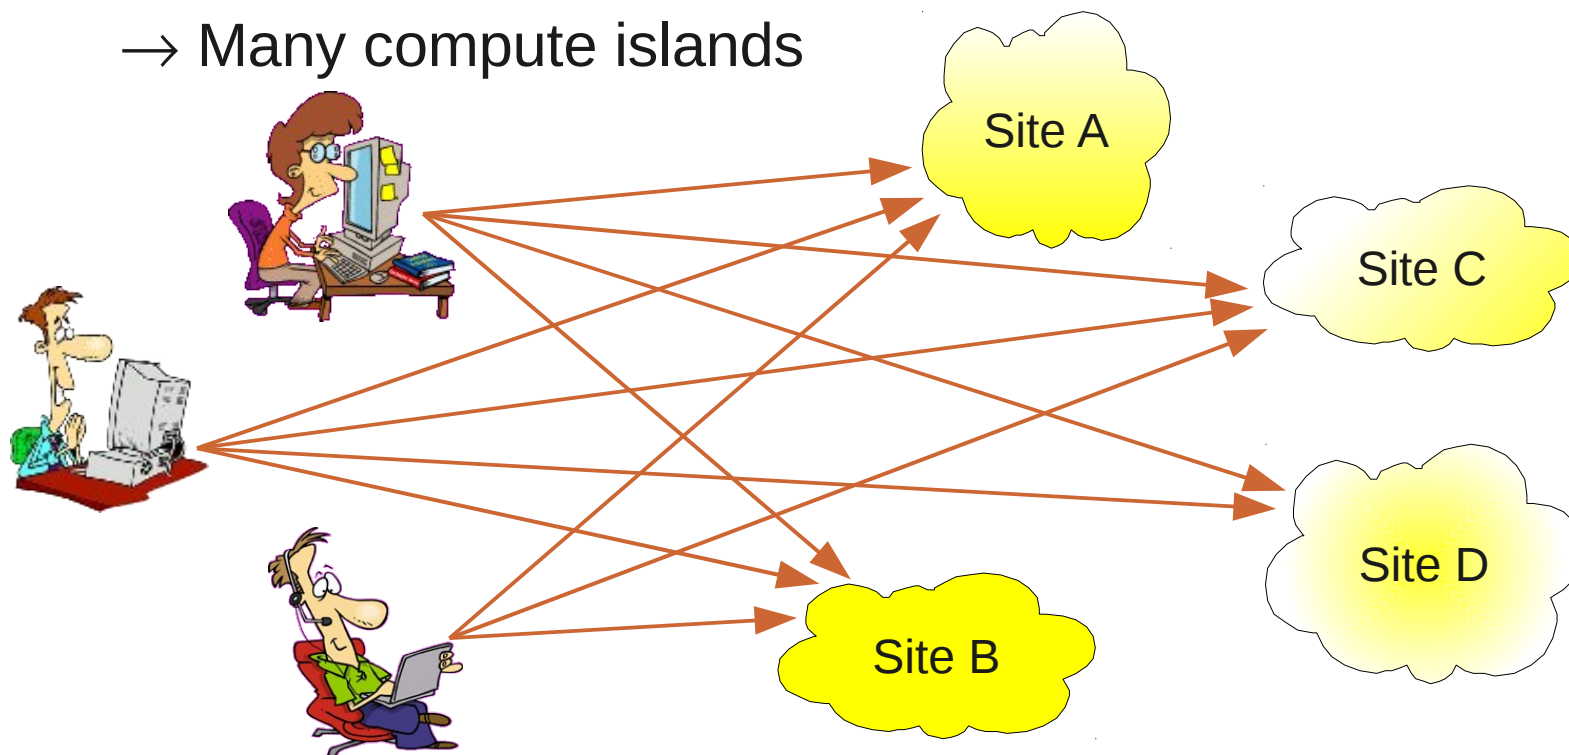 → Many compute islands
Site A
Site C
Site D
Site B